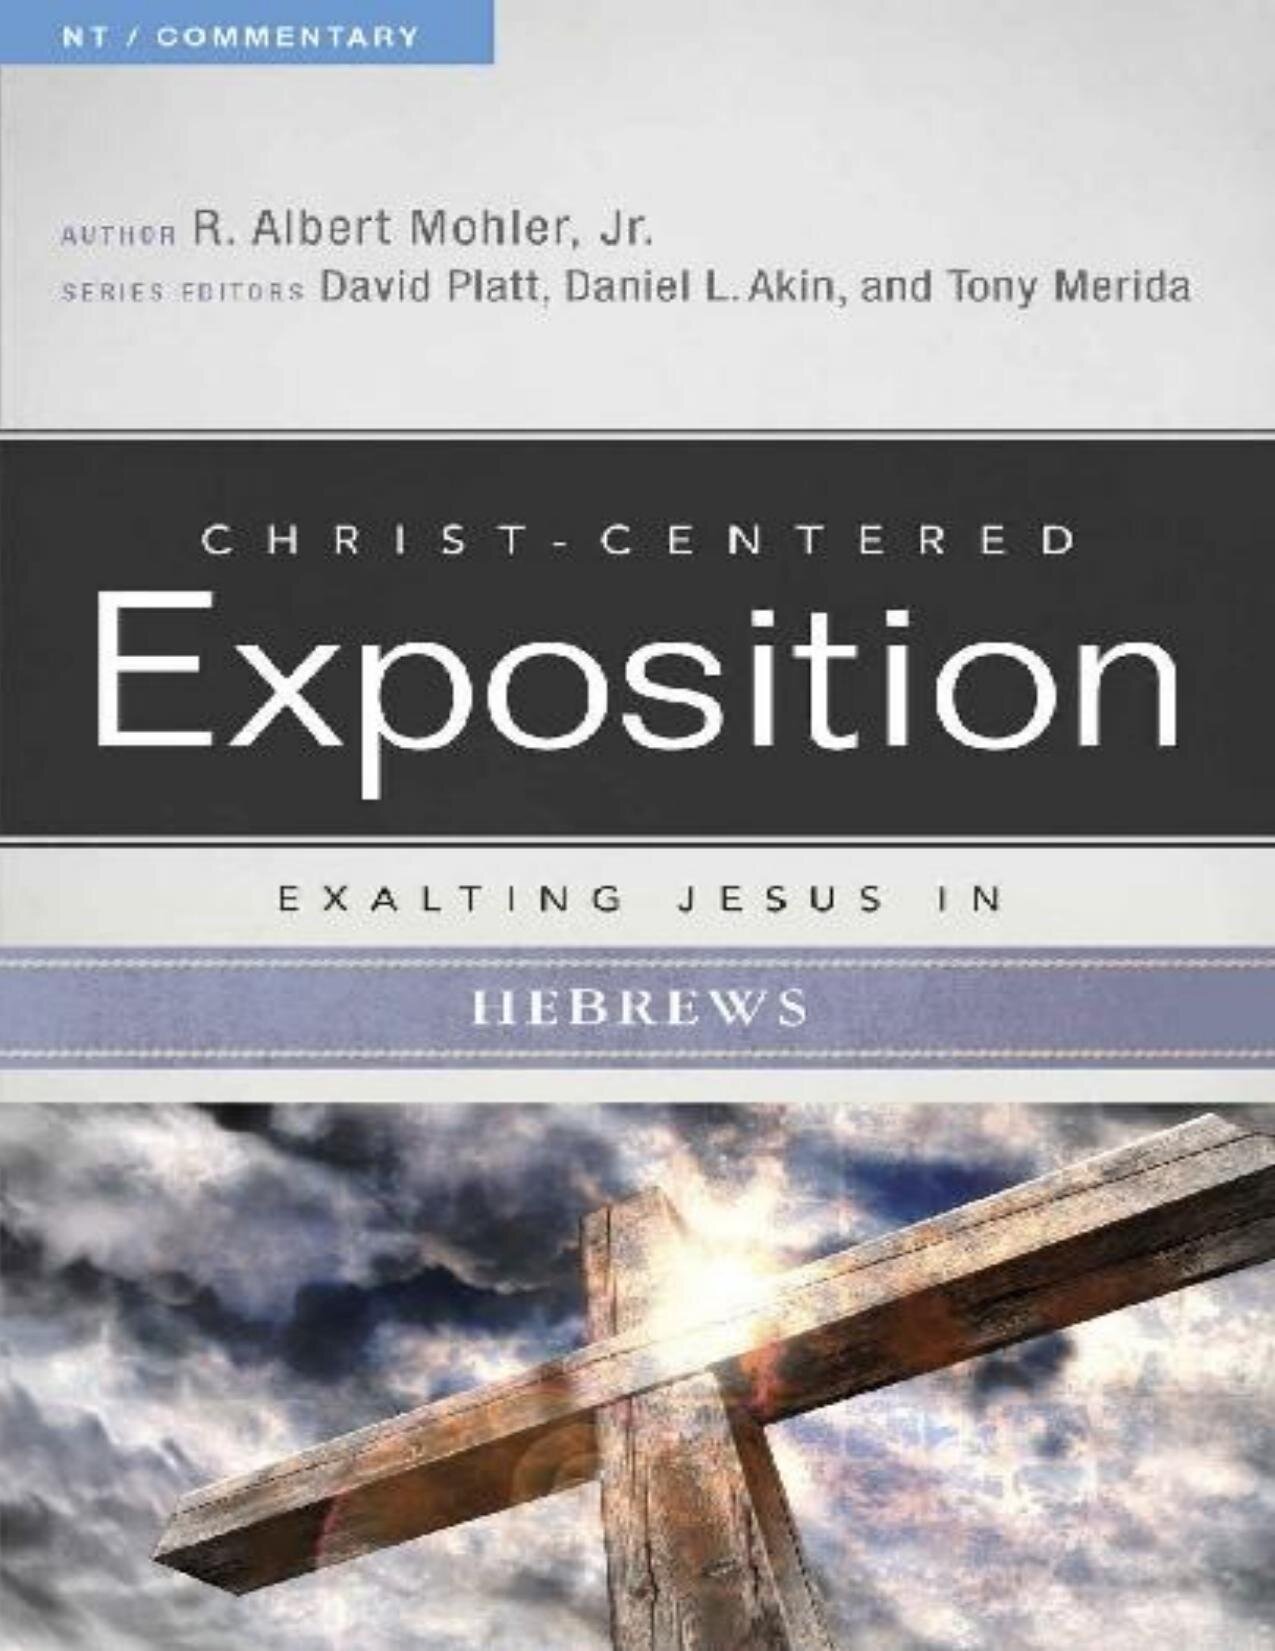 NT / COMMENTARY
AUTHOR R. Albert Mohler, Jr.
SERIES EDITORS David Platt, Daniel L. Akin, and Tony Merida
CHRIST-CENTERED
Exposition
EXALTING JESUS IN
HEBREWS